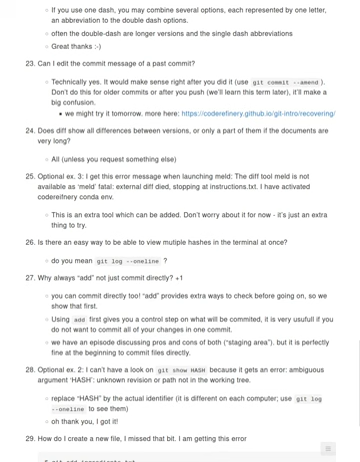 If you use one dash, you may combine several options, each represented by one letter,
an abbreviation to the double dash options.
often the double-dash are longer versions and the single dash abbreviations
Great thanks :-)
23. Can I edit the commit message of a past commit?
Technically yes. It would make sense right after you did it (use git commit --amend ).
Don't do this for older commits or after you push (we'll learn this term later), it'll make a
big confusion.
we might try it tomorrow. more here: https://coderefinery.github.io/git-intro/recovering/
24. Does diff show all differences between versions, or only a part of them if the documents are
very long?
All (unless you request something else)
25. Optional ex. 3: I get this error message when launching meld: The diff tool meld is not
available as 'meld' fatal: external diff died, stopping at instructions.txt. I have activated
codereifnery conda env.
This is an extra tool which can be added. Don't worry about it for now - it's just an extra
thing to try.
26. Is there an easy way to be able to view mutiple hashes in the terminal at once?
do you mean git log --oneline ?
27. Why always "add" not just commit directly? +1
you can commit directly too! "add" provides extra ways to check before going on, so we
show that first.
Using add first gives you a control step on what will be commited, it is very usufull if you
do not want to commit all of your changes in one commit.
we have an episode discussing pros and cons of both ("staging area"). but it is perfectly
fine at the beginning to commit files directly.
28. Optional ex. 2: I can't have a look on git show HASH because it gets an error: ambiguous
argument 'HASH': unknown revision or path not in the working tree.
replace "HASH" by the actual identifier (it is different on each computer; use git log
--oneline to see them)
oh thank you, I got it!
29. How do I create a new file, I missed that bit. I am getting this error